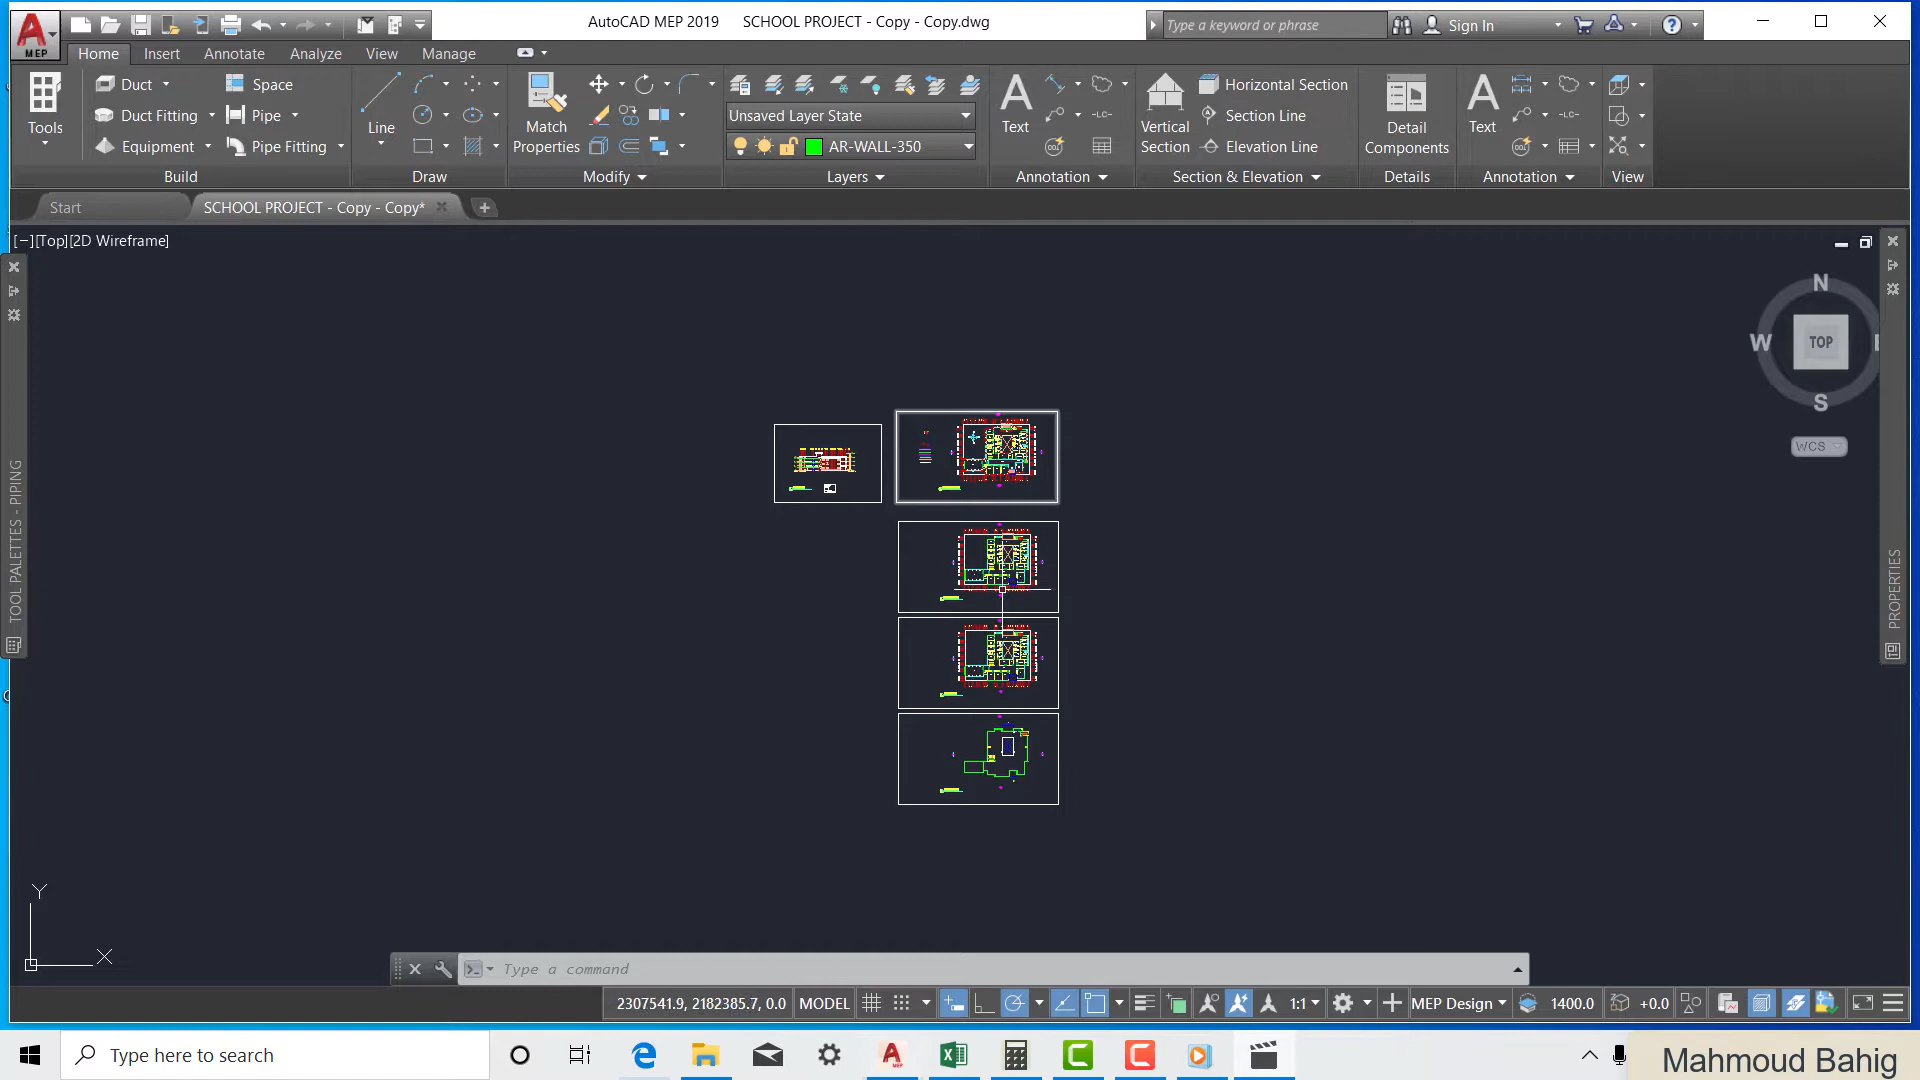 AutoCAD MEP 2019 SCHOOL PROJECT - Copy - Copy.dwg
Type a keyword or phrase
Sign In
MEP
Home Insert Annotate Analyze View Manage
Tools
Duct
Duct Fitting
Equipment
Space
Pipe
Pipe Fitting
Build
Line
Draw
Match
Properties
Modify
Unsaved Layer State
AR-WALL-350
Layers
Text
-LC-
Annotation
Vertical
Section
Horizontal Section
Section Line
Elevation Line
Section & Elevation
Detail
Components
Details
Text
-LC-
Annotation
View
Start
SCHOOL PROJECT - Copy - Copy*
[−][Top][2D Wireframe]
N
W
TOP
S
WCS
TOOL PALETTES - PIPING
PROPERTIES
Y
X
Type a command
2307541.9, 2182385.7, 0.0 MODEL 1:1 MEP Design 1400.0 +0.0
Type here to search
Mahmoud Bahig